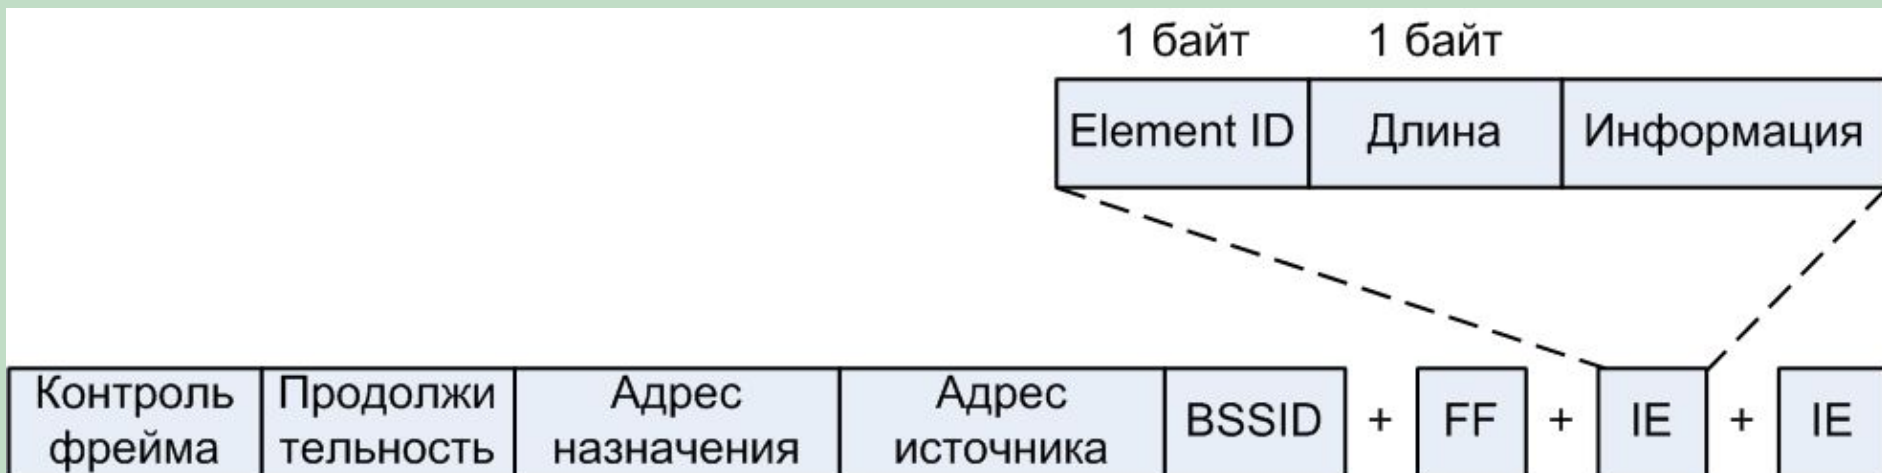 1 байт 1 байт
Element ID Длина Информация
Контроль фрейма Продолжи тельность Адрес назначения Адрес источника BSSID + FF + IE + IE